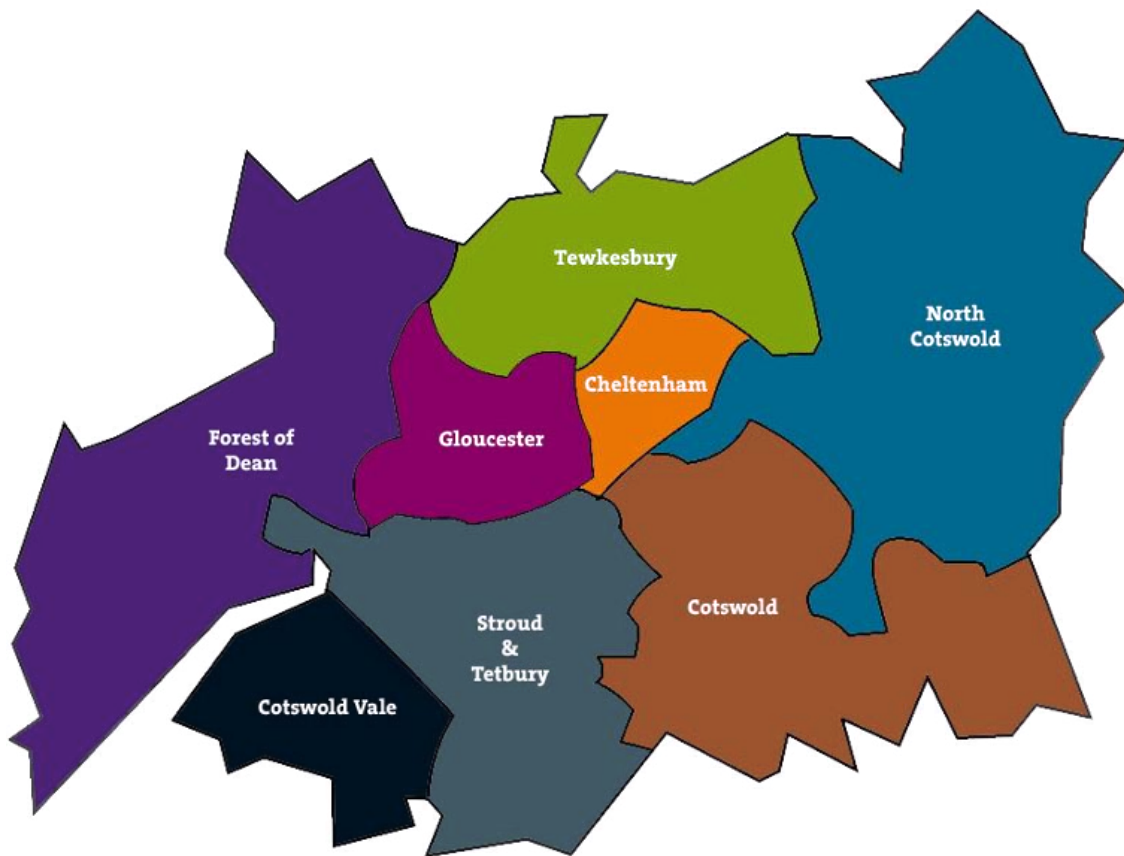 Tewkesbury
North
Cotswold
Cheltenham
Forest of
Dean
Gloucester
Cotswold
Stroud
&
Tetbury
Cotswold Vale